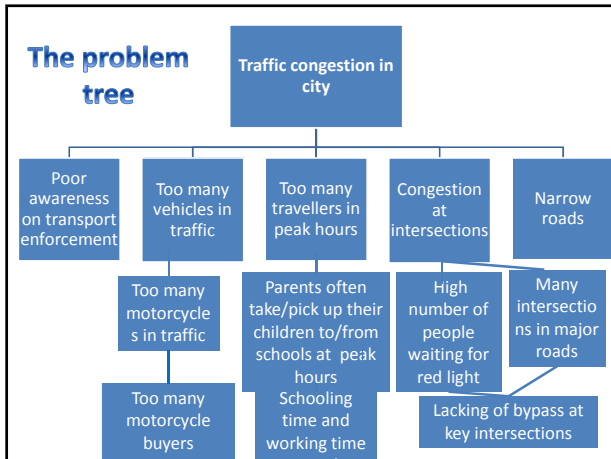 The problem
tree
Traffic congestion in
city
Poor
awareness
on transport
enforcement
Too many
vehicles in
traffic
Too many
travellers in
peak hours
Congestion
at
intersections
Narrow
roads
Too many
motorcycle
s in traffic
Parents often
take/pick up their
children to/from
schools at peak
hours
High
number of
people
waiting for
red light
Many
intersectio
ns in major
roads
Too many
motorcycle
buyers
Schooling
time and
working time
Lacking of bypass at
key intersections